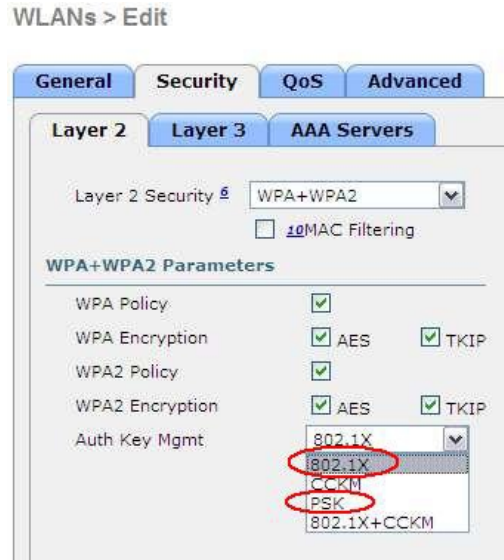 WLANs > Edit
General Security QoS Advanced
Layer 2 Layer 3 AAA Servers
Layer 2 Security 6 WPA+WPA2
10MAC Filtering
WPA+WPA2 Parameters
WPA Policy
WPA Encryption AES TKIP
WPA2 Policy
WPA2 Encryption AES TKIP
Auth Key Mgmt 802.1X
802.1X
CCKM
PSK
802.1X+CCKM